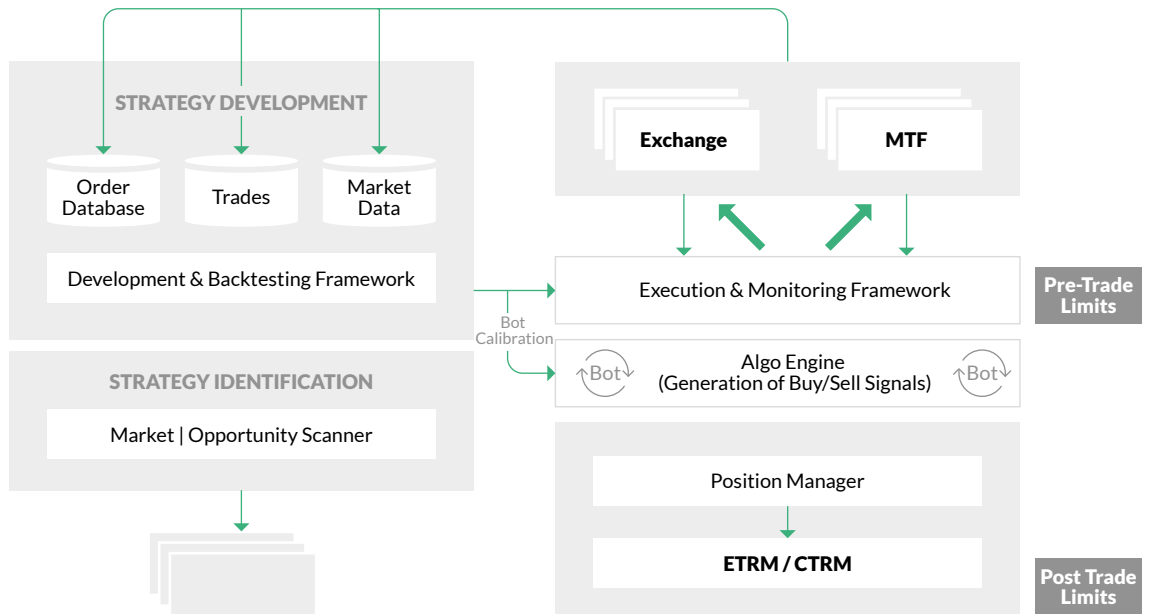 STRATEGY DEVELOPMENT
Order
Database
Trades
Market
Data
Development & Backtesting Framework
Exchange
MTF
Execution & Monitoring Framework
Pre-Trade
Limits
Bot
Calibration
Bot
Algo Engine
(Generation of Buy/Sell Signals)
Bot
STRATEGY IDENTIFICATION
Market | Opportunity Scanner
Position Manager
ETRM / CTRM
Post Trade
Limits